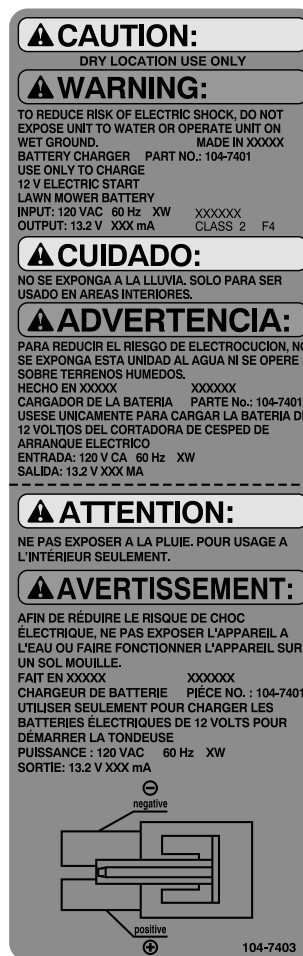 CAUTION:
DRY LOCATION USE ONLY
WARNING:
TO REDUCE RISK OF ELECTRIC SHOCK, DO NOT
EXPOSE UNIT TO WATER OR OPERATE UNIT ON
WET GROUND. MADE IN XXXXX
BATTERY CHARGER PART NO.: 104-7401
USE ONLY TO CHARGE
12 V ELECTRIC START
LAWN MOWER BATTERY
INPUT: 120 VAC 60 Hz XW XXXXXX
OUTPUT: 13.2 V XXX mA CLASS 2 F4
CUIDADO:
NO SE EXPONGA A LA LLUVIA. SOLO PARA SER
USADO EN AREAS INTERIORES.
ADVERTENCIA:
PARA REDUCIR EL RIESGO DE ELECTROCUCION, NO
SE EXPONGA ESTA UNIDAD AL AGUA NI SE OPERE
SOBRE TERRENOS HUMEDOS.
HECHO EN XXXXX XXXXXX
CARGADOR DE LA BATERIA PARTE No.: 104-7401
USESE UNICAMENTE PARA CARGAR LA BATERIA DE
12 VOLTIOS DEL CORTADORA DE CESPED DE
ARRANQUE ELECTRICO
ENTRADA: 120 V CA 60 Hz XW
SALIDA: 13.2 V XXX MA
ATTENTION:
NE PAS EXPOSER A LA PLUIE. POUR USAGE A
L'INTÉRIEUR SEULEMENT.
AVERTISSEMENT:
AFIN DE RÉDUIRE LE RISQUE DE CHOC
ÉLECTRIQUE, NE PAS EXPOSER L'APPAREIL A
L'EAU OU FAIRE FONCTIONNER L'APPAREIL SUR
UN SOL MOUILLE.
FAIT EN XXXXX XXXXXX
CHARGEUR DE BATTERIE PIÉCE NO. : 104-7401
UTILISER SEULEMENT POUR CHARGER LES
BATTERIES ÉLECTRIQUES DE 12 VOLTS POUR
DÉMARRER LA TONDEUSE
PUISSANCE : 120 VAC 60 Hz XW
SORTIE: 13.2 V XXX mA
negative
positive
104-7403